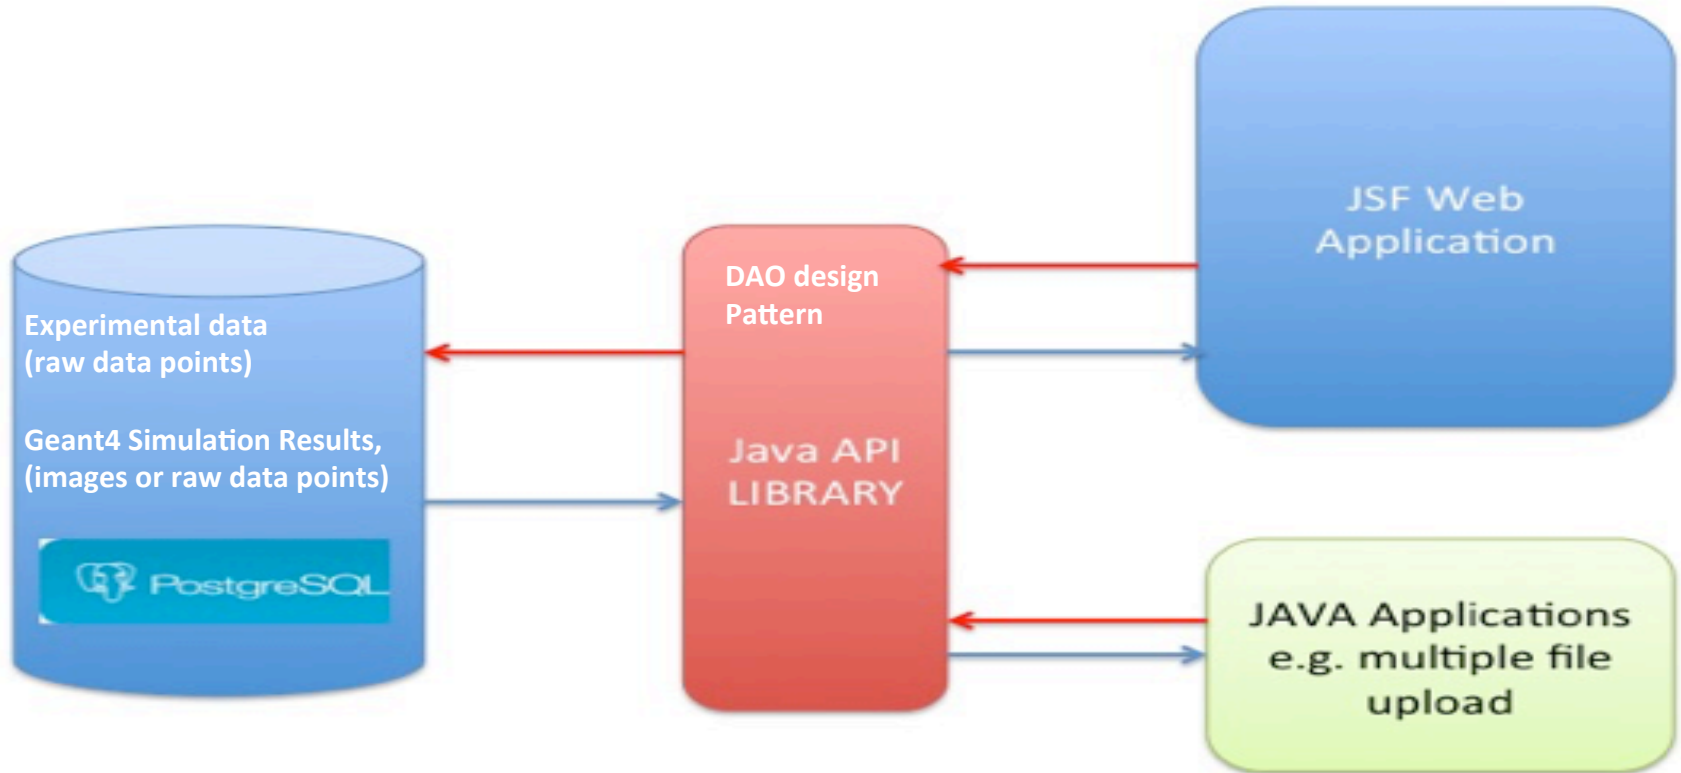 Experimental data
(raw data points)
Geant4 Simulation Results,
(images or raw data points)
PostgreSQL
DAO design
Pattern
Java API
LIBRARY
JSF Web
Application
JAVA Applications
e.g. multiple file
upload